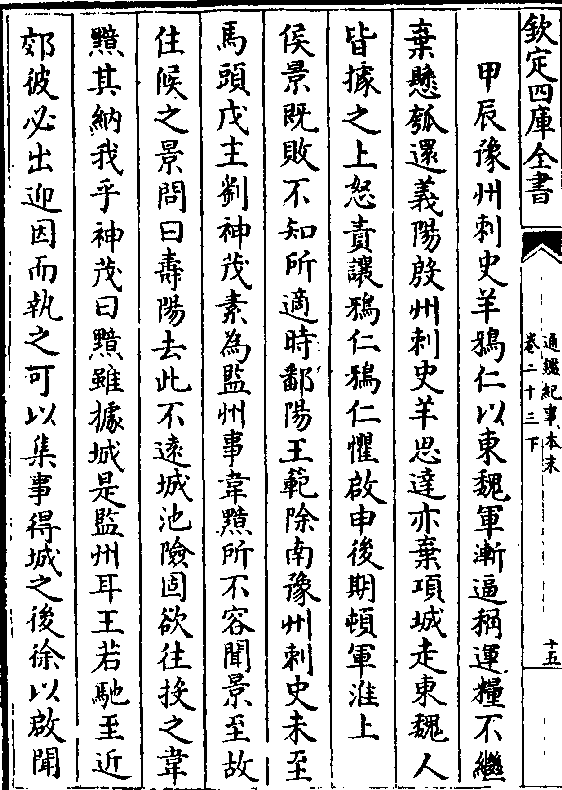 欽定四庫全書
通鑑紀事本末
卷二十三下
十五
甲辰豫州刺史羊鴉仁以東魏軍漸逼稱運糧不繼
棄懸瓠還義陽殷州刺史羊思達亦棄項城走東魏人
皆據之上怒責讓鴉仁鴉仁懼啟申後期頓軍淮上
侯景既敗不知所適時鄱陽王範除南豫州刺史未至
馬頭戍主劉神茂素為監州事韋黯所不容聞景至故
往候之景問曰壽陽去此不遠城池險固欲往投之韋
黯其納我乎神茂曰黯雖據城是監州耳王若馳至近
郊彼必出迎因而執之可以集事得城之後徐以啟聞